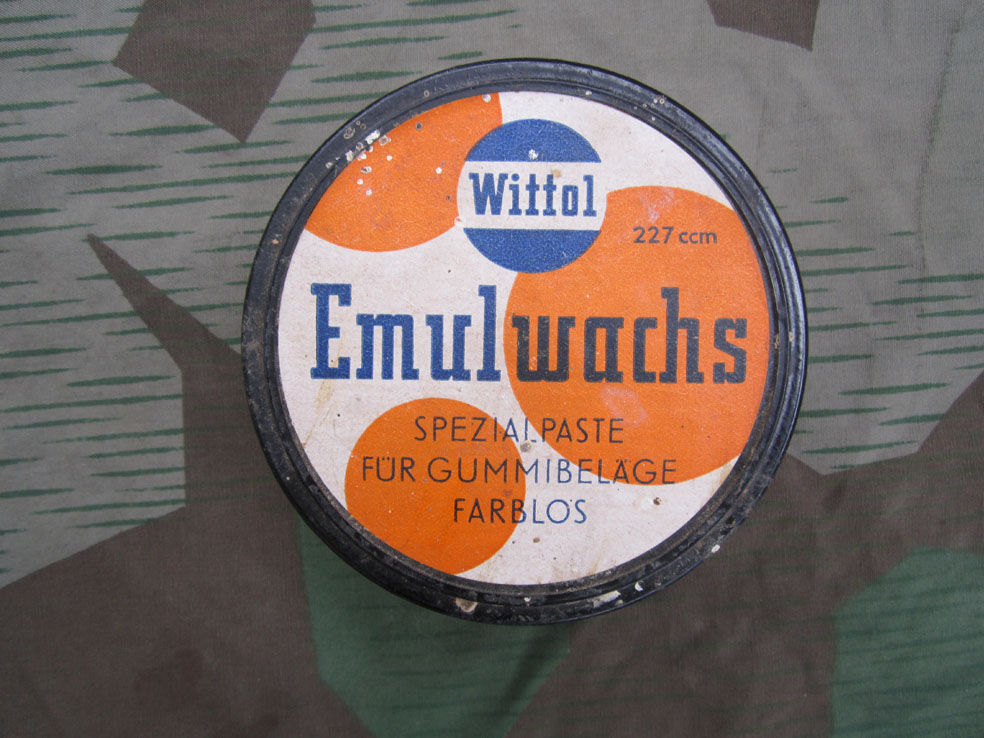 Wittol
227 ccm
Emulwachs
SPEZIALPASTE
FÜR GUMMIBELÄGE
FARBLOS